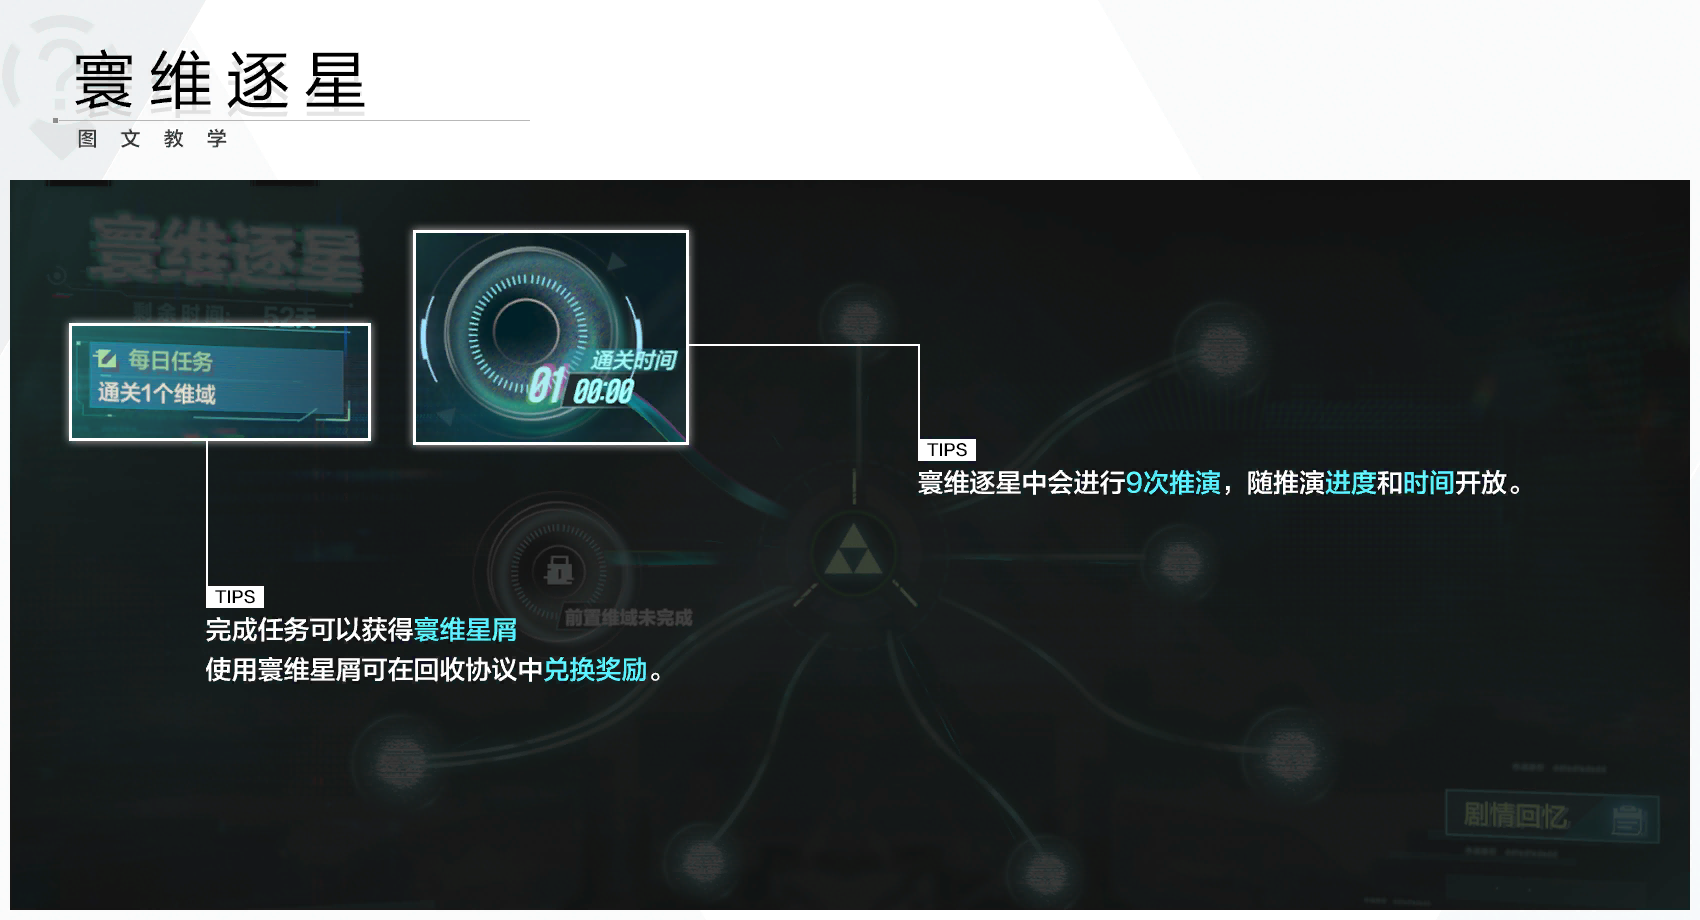 寰维逐星
图文教学
寰维逐星
剩余时间: 52天
每日任务
通关1个维域
通关时间
01 00:00
TIPS
寰维逐星中会进行9次推演，随推演进度和时间开放。
前置维域未完成
TIPS
完成任务可以获得寰维星屑
使用寰维星屑可在回收协议中兑换奖励。
剧情回忆